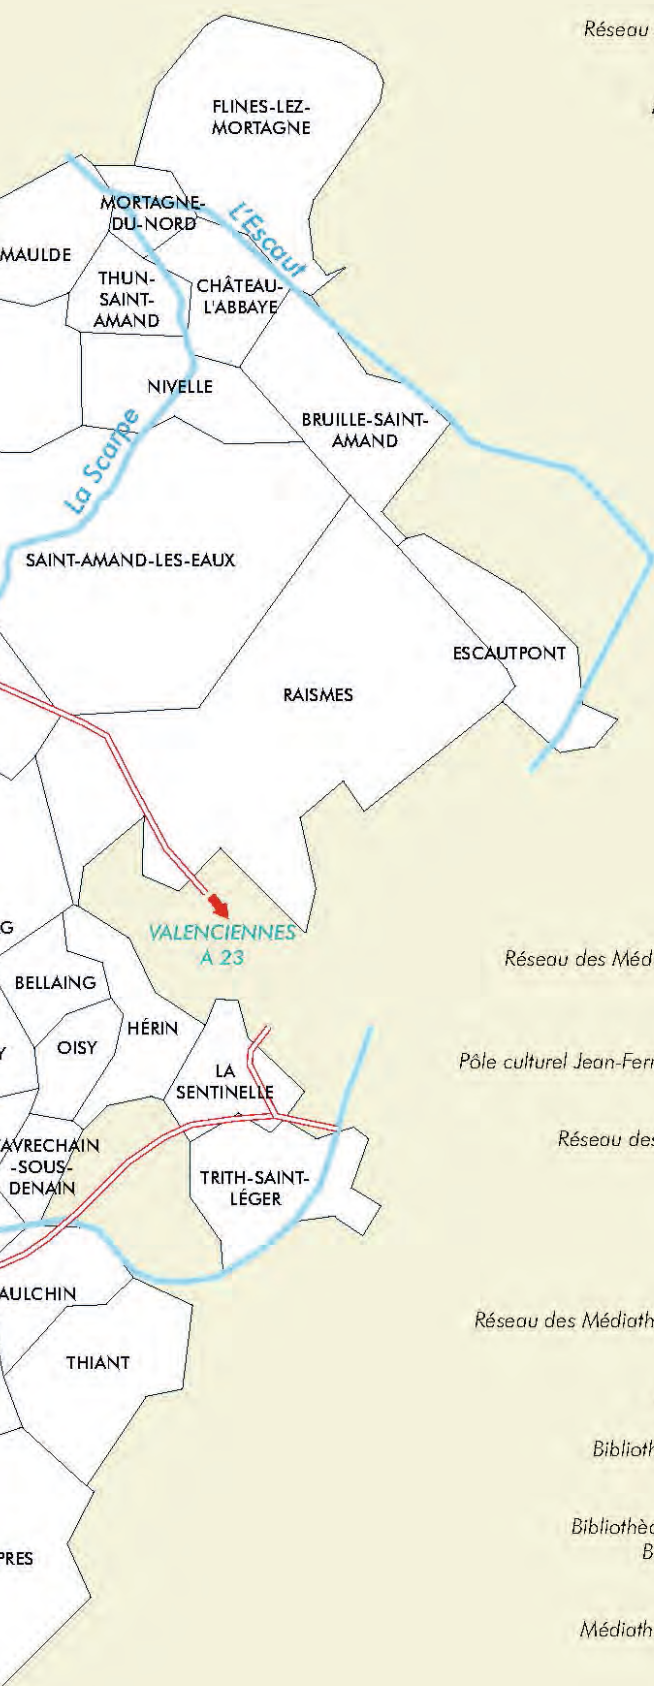 Réseau
FLINES-LEZ-
MORTAGNE
MORTAGNE-
DU-NORD
L'Escaut
MAULDE
THUN-
SAINT-
AMAND
CHÂTEAU-
L'ABBAYE
NIVELLE
BRUILLE-SAINT-
AMAND
La Scarpe
SAINT-AMAND-LES-EAUX
ESCAUTPONT
RAISMES
G
VALENCIENNES
A 23
Réseau des Méd
BELLAING
HÉRIN
OISY
Y
Pôle culturel Jean-Ferr
LA
SENTINELLE
Réseau des
AVRECHAIN
-SOUS-
DENAIN
TRITH-SAINT-
LÉGER
AULCHIN
Réseau des Médiath
THIANT
Biblioth
Bibliothèq
B
PRES
Médiath